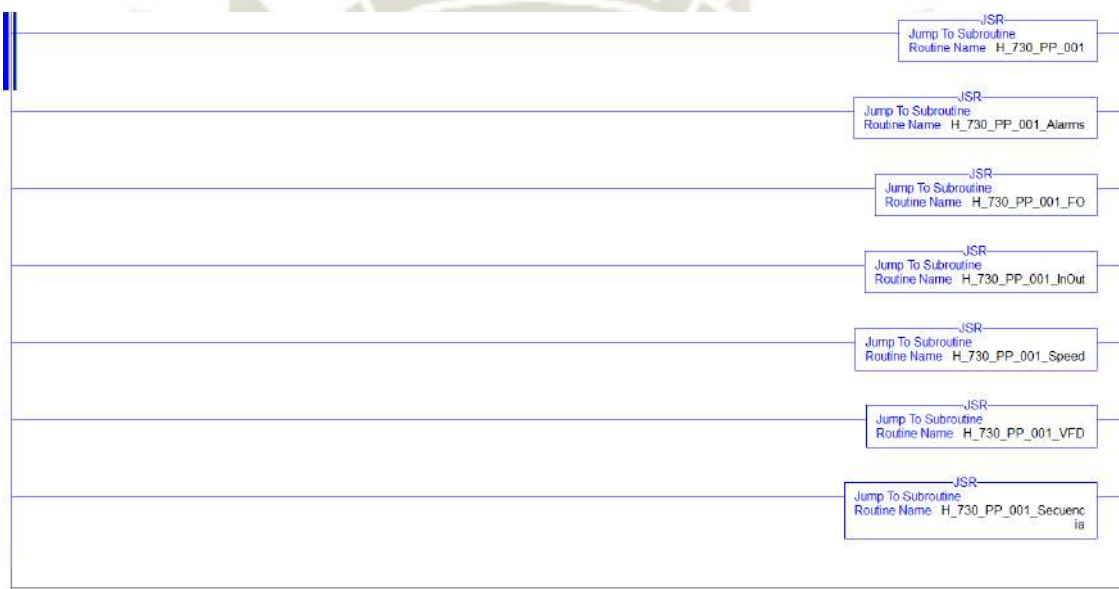 JSR
Jump To Subroutine
Routine Name H_730_PP_001
JSR
Jump To Subroutine
Routine Name H_730_PP_001_Alarms
JSR
Jump To Subroutine
Routine Name H_730_PP_001_FO
JSR
Jump To Subroutine
Routine Name H_730_PP_001_InOut
JSR
Jump To Subroutine
Routine Name H_730_PP_001_Speed
JSR
Jump To Subroutine
Routine Name H_730_PP_001_VFD
JSR
Jump To Subroutine
Routine Name H_730_PP_001_Secuenc
ia